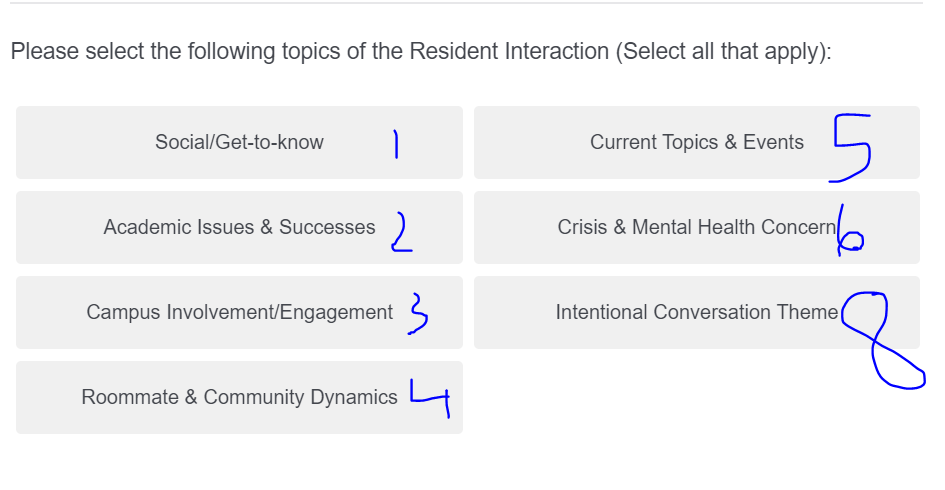 Please select the following topics of the Resident Interaction (Select all that apply):
Social/Get-to-know 1
Current Topics & Events 5
Academic Issues & Successes 2
Crisis & Mental Health Concern 6
Campus Involvement/Engagement 3
Intentional Conversation Theme 8
Roommate & Community Dynamics 4